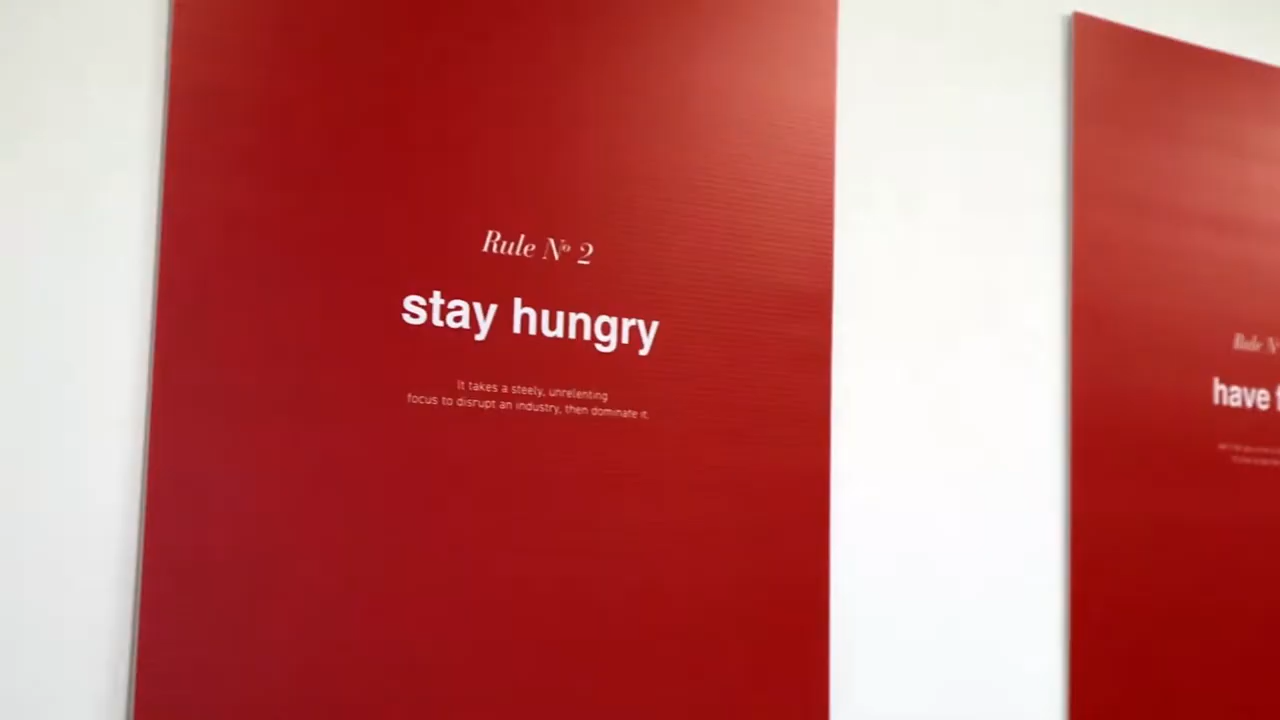 Rule Nº 2
stay hungry
It takes a steely, unrelenting
focus to disrupt an industry, then dominate it.
Rule
have